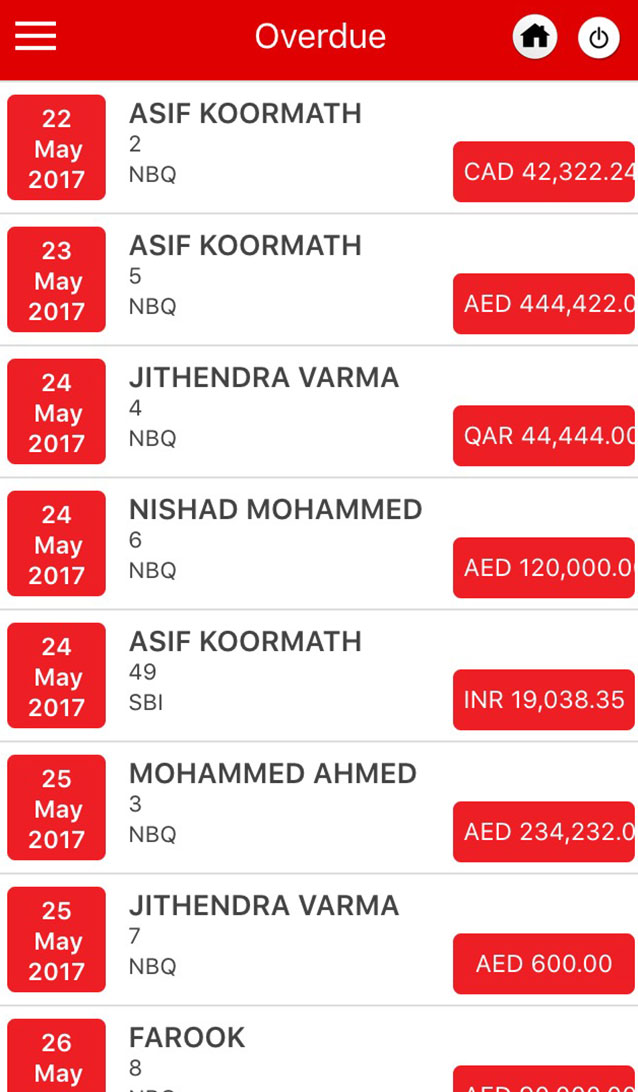 Overdue
22
May
2017
ASIF KOORMATH
2
NBQ
CAD 42,322.24
23
May
2017
ASIF KOORMATH
5
NBQ
AED 444,422.0
24
May
2017
JITHENDRA VARMA
4
NBQ
QAR 44,444.00
24
May
2017
NISHAD MOHAMMED
6
NBQ
AED 120,000.0
24
May
2017
ASIF KOORMATH
49
SBI
INR 19,038.35
25
May
2017
MOHAMMED AHMED
3
NBQ
AED 234,232.0
25
May
2017
JITHENDRA VARMA
7
NBQ
AED 600.00
26
May
FAROOK
8